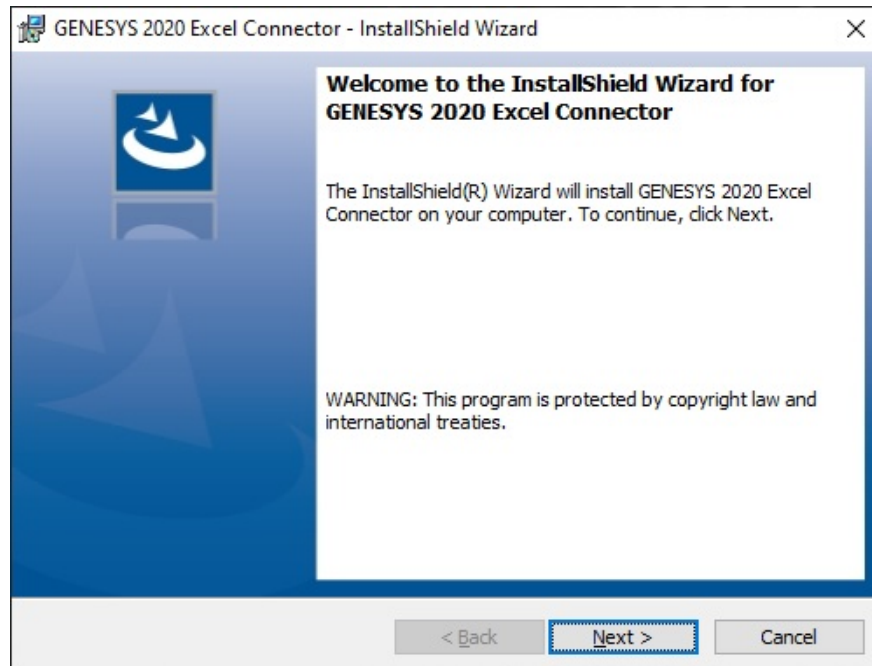 GENESYS 2020 Excel Connector - InstallShield Wizard
Welcome to the InstallShield Wizard for
GENESYS 2020 Excel Connector
The InstallShield(R) Wizard will install GENESYS 2020 Excel
Connector on your computer. To continue, click Next.
WARNING: This program is protected by copyright law and
international treaties.
< Back
Next >
Cancel